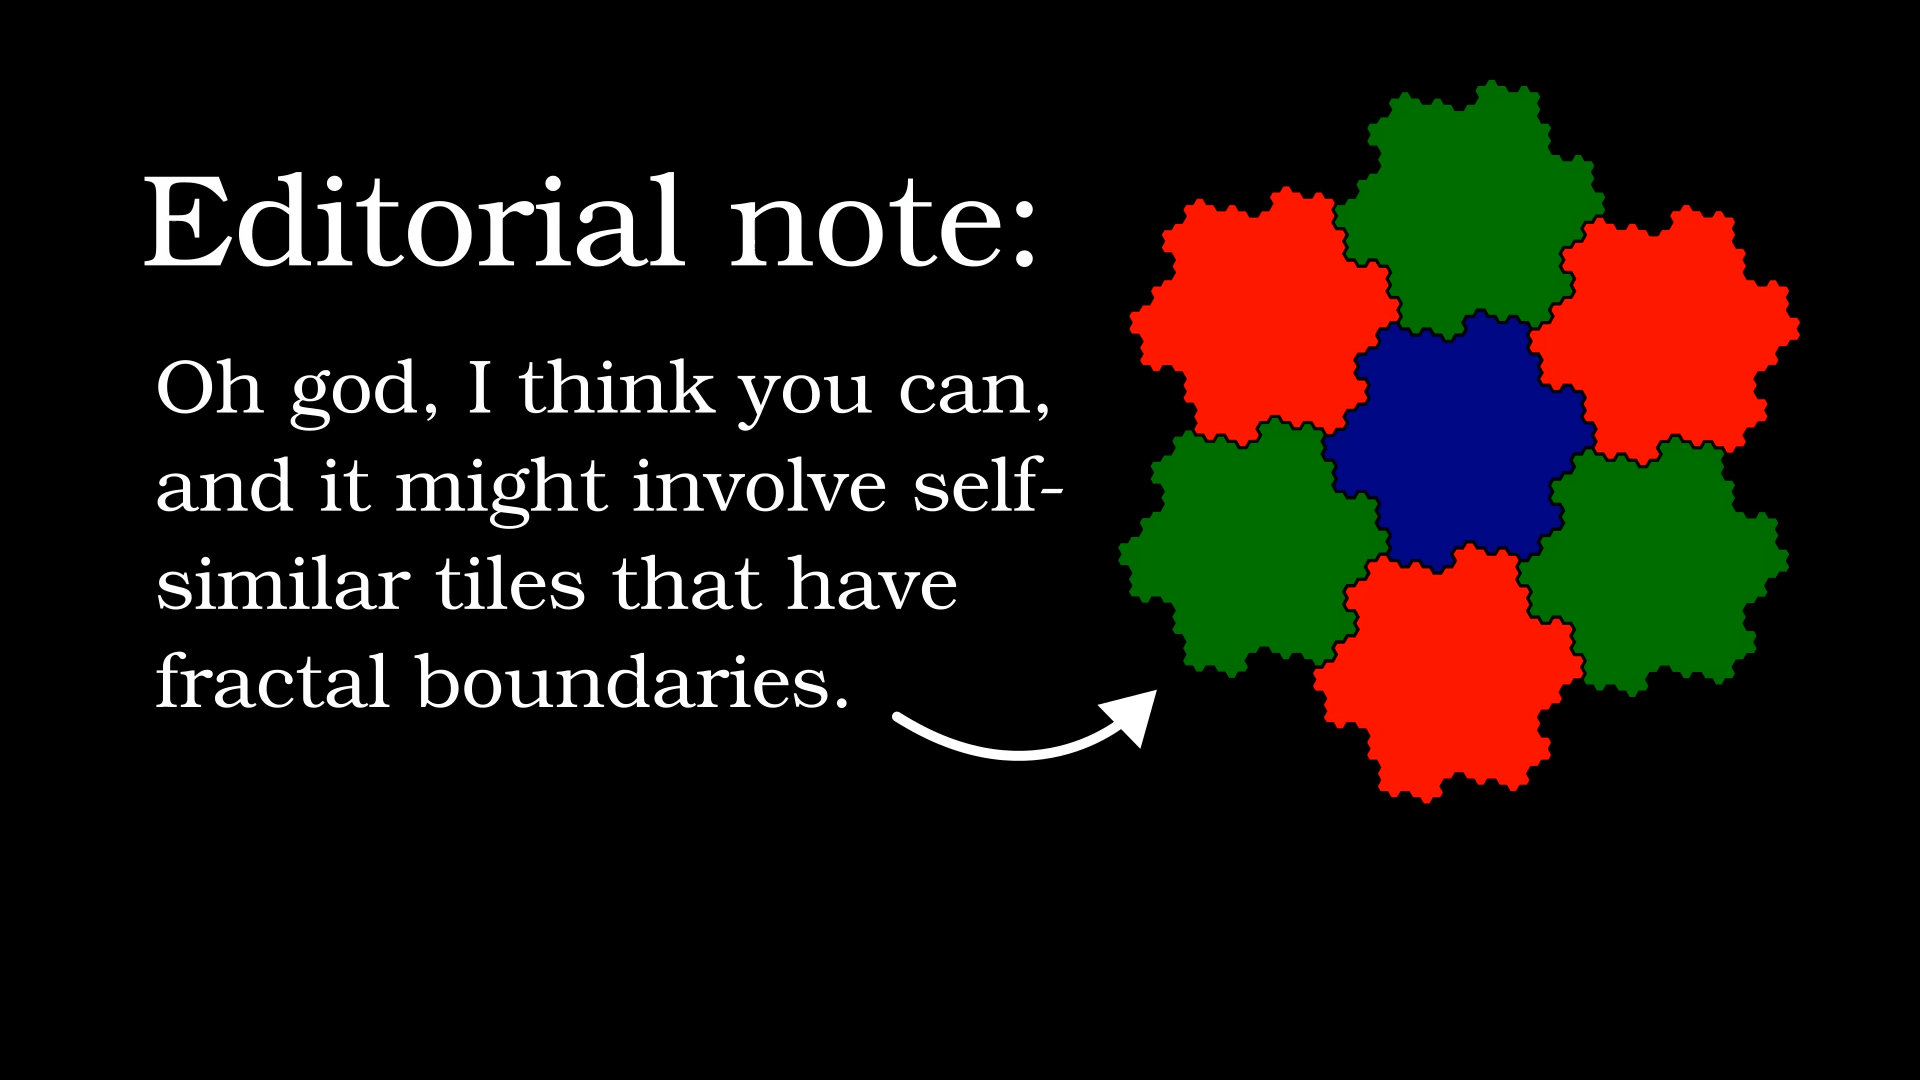 Editorial note:
Oh god, I think you can,
and it might involve self-
similar tiles that have
fractal boundaries.